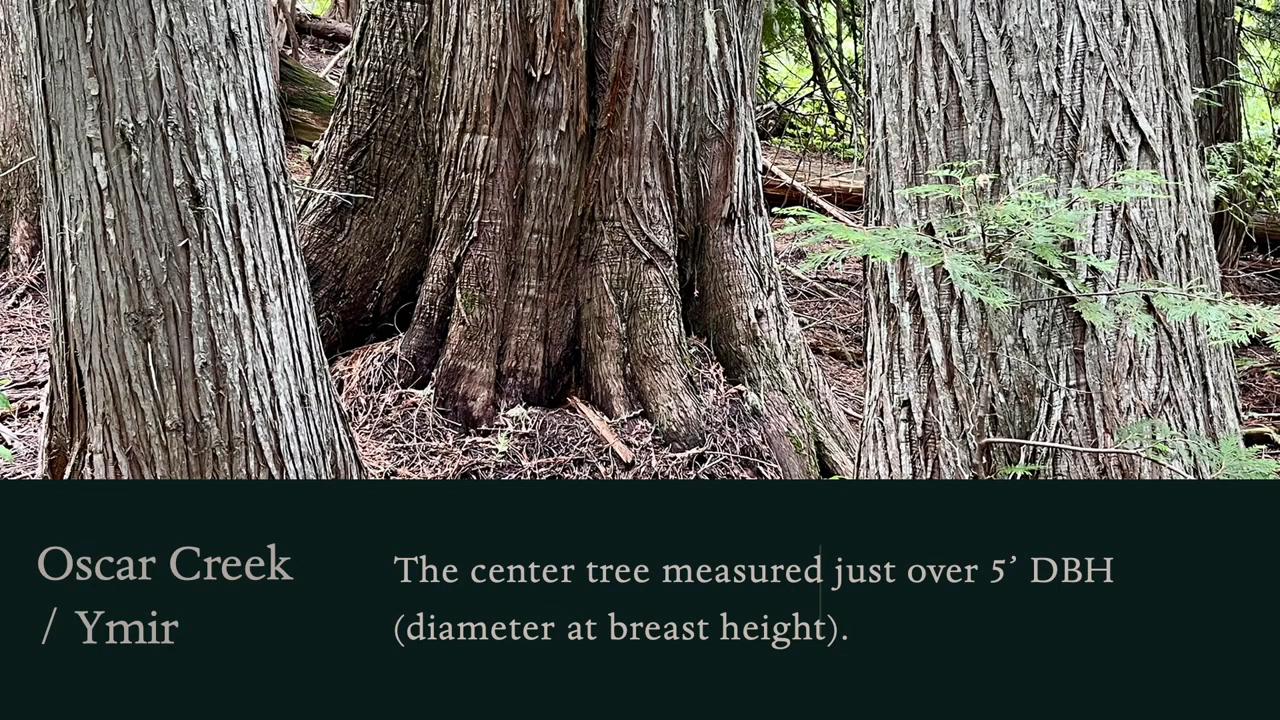 Oscar Creek
/ Ymir
The center tree measured just over 5’ DBH
(diameter at breast height).